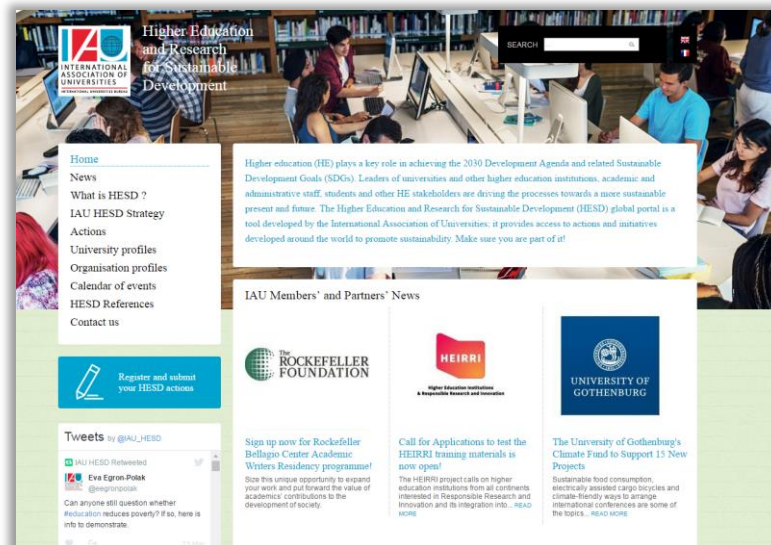 INTERNATIONAL
ASSOCIATION OF
UNIVERSITIES
INTERNATIONAL UNIVERSITIES BUREAU
Higher Education
and Research
for Sustainable
Development
SEARCH
Home
News
What is HESD ?
IAU HESD Strategy
Actions
University profiles
Organisation profiles
Calendar of events
HESD References
Contact us
Higher education (HE) plays a key role in achieving the 2030 Development Agenda and related Sustainable
Development Goals (SDGs). Leaders of universities and other higher education institutions, academic and
administrative staff, students and other HE stakeholders are driving the processes towards a more sustainable
present and future. The Higher Education and Research for Sustainable Development (HESD) global portal is a
tool developed by the International Association of Universities; it provides access to actions and initiatives
developed around the world to promote sustainability. Make sure you are part of it!
Register and submit
your HESD actions
Tweets by @IAU_HESD
IAU HESD Retweeted
Eva Egron-Polak
@eegronpolak
Can anyone still question whether
#education reduces poverty? If so, here is
info to demonstrate.
IAU Members' and Partners' News
The
ROCKEFELLER
FOUNDATION
Sign up now for Rockefeller
Bellagio Center Academic
Writers Residency programme!
Size this unique opportunity to expand
your work and put forward the value of
academics' contributions to the
development of society.
HEIRRI
Higher Education Institutions
& Responsible Research and Innovation
Call for Applications to test the
HEIRRI training materials is
now open!
The HEIRRI project calls on higher
education institutions from all continents
interested in Responsible Research and
Innovation and its integration into... READ
MORE
UNIVERSITY OF
GOTHENBURG
The University of Gothenburg's
Climate Fund to Support 15 New
Projects
Sustainable food consumption,
electrically assisted cargo bicycles and
climate-friendly ways to arrange
international conferences are some of
the topics... READ MORE